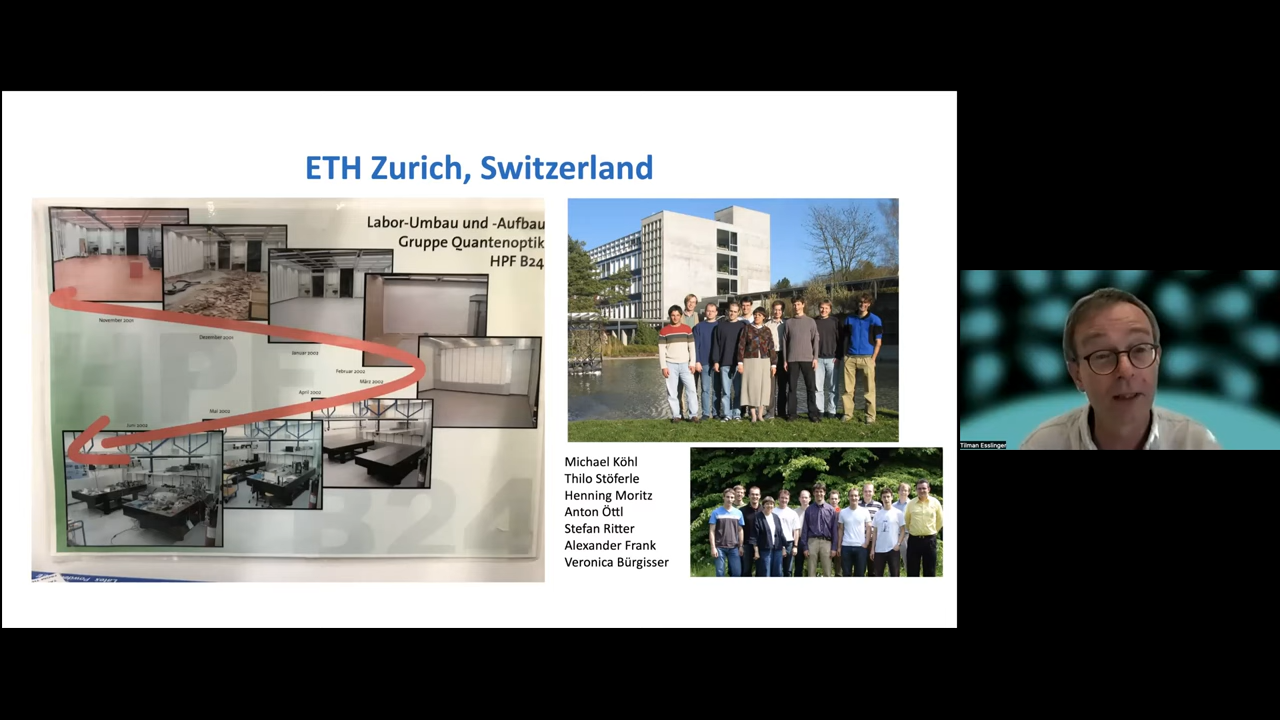 ETH Zurich, Switzerland
Labor-Umbau und -Aufbau
Gruppe Quantenoptik
HPF B24
November 2001
Dezember 2001
Januar 2002
Februar 2002
März 2002
April 2002
Mai 2002
Juni 2002
B24
Michael Köhl
Thilo Stöferle
Henning Moritz
Anton Öttl
Stefan Ritter
Alexander Frank
Veronica Bürgisser
Tilman Esslinger